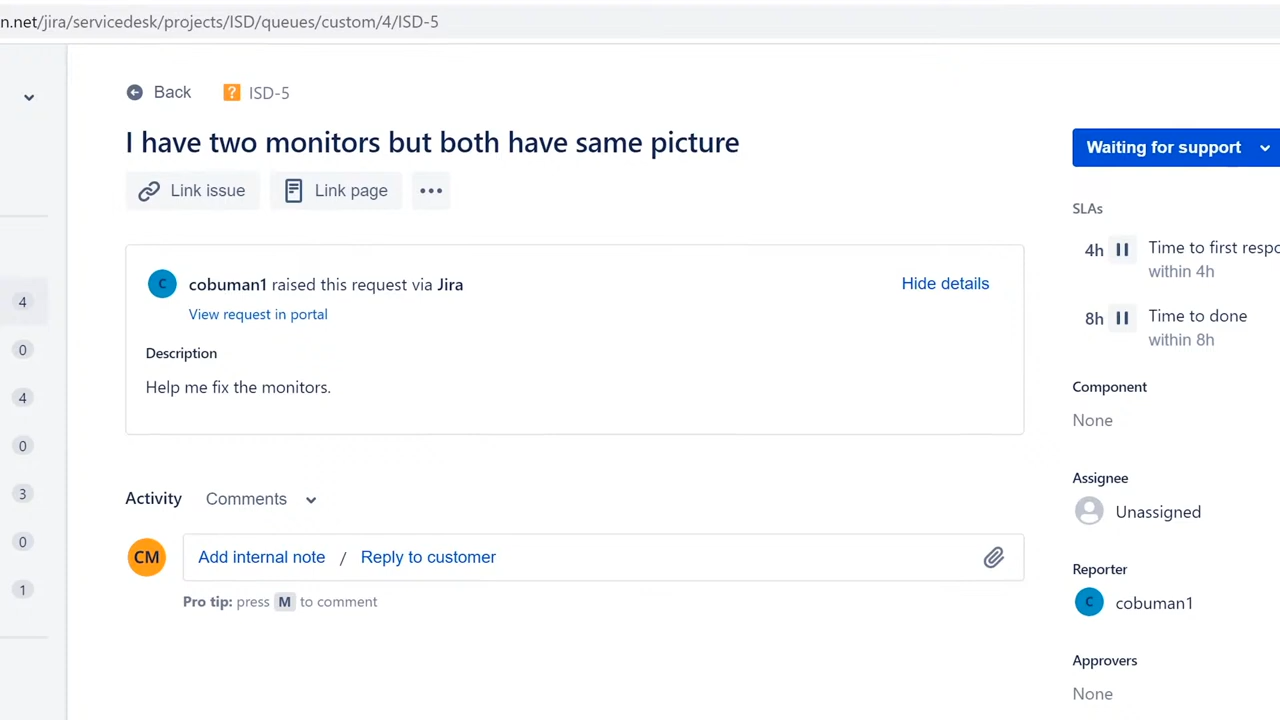 n.net/jira/servicedesk/projects/ISD/queues/custom/4/ISD-5
Back
ISD-5
I have two monitors but both have same picture
Link issue
Link page
C
cobuman1 raised this request via Jira
Hide details
View request in portal
Description
Help me fix the monitors.
Activity
Comments
CM
Add internal note / Reply to customer
Pro tip: press M to comment
4
0
4
0
3
0
1
Waiting for support
SLAs
4h
Time to first respo
within 4h
8h
Time to done
within 8h
Component
None
Assignee
Unassigned
Reporter
C
cobuman1
Approvers
None